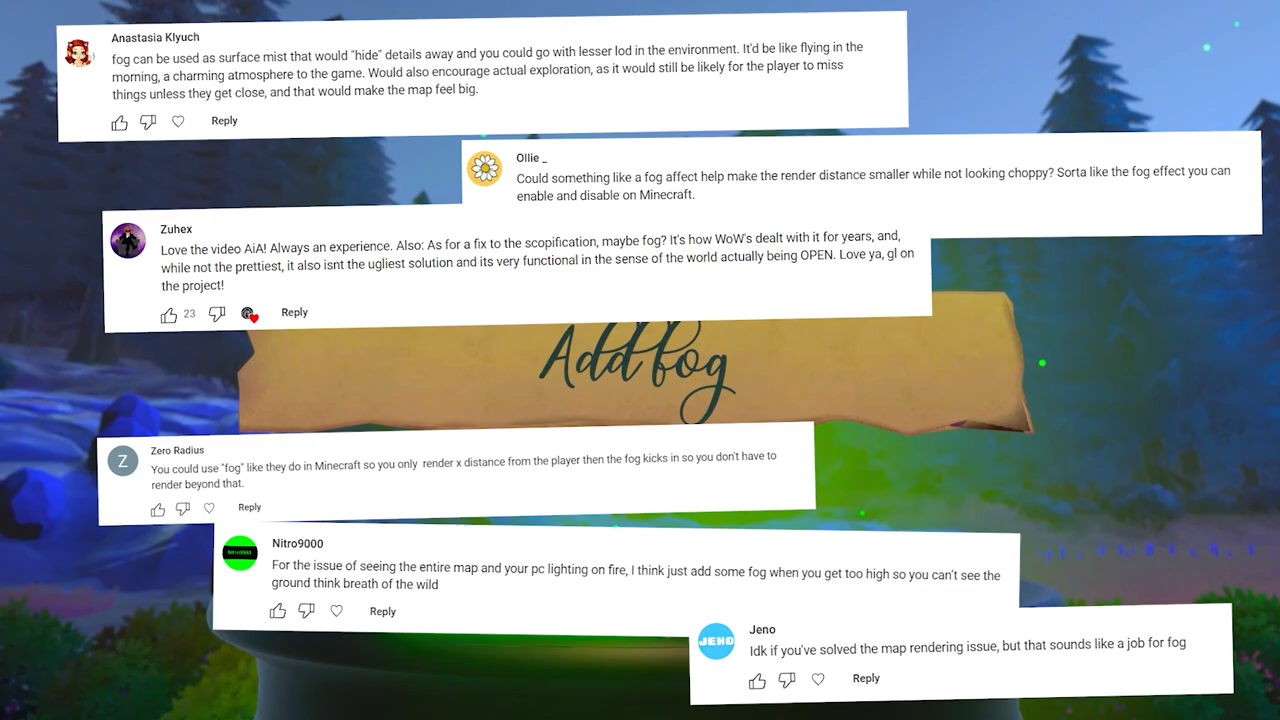 Anastasia Klyuch
fog can be used as surface mist that would "hide" details away and you could go with lesser lod in the environment. It'd be like flying in the
morning, a charming atmosphere to the game. Would also encourage actual exploration, as it would still be likely for the player to miss
things unless they get close, and that would make the map feel big.
Reply
Ollie _
Could something like a fog affect help make the render distance smaller while not looking choppy? Sorta like the fog effect you can
enable and disable on Minecraft.
Zuhex
Love the video AiA! Always an experience. Also: As for a fix to the scopification, maybe fog? It's how WoW's dealt with it for years, and,
while not the prettiest, it also isnt the ugliest solution and its very functional in the sense of the world actually being OPEN. Love ya, gl on
the project!
23 Reply
Add fog
Z
Zero Radius
You could use "fog" like they do in Minecraft so you only render x distance from the player then the fog kicks in so you don't have to
render beyond that.
Reply
Nitro9000
Nitro9000
For the issue of seeing the entire map and your pc lighting on fire, I think just add some fog when you get too high so you can't see the
ground think breath of the wild
Reply
JENO
Jeno
Idk if you've solved the map rendering issue, but that sounds like a job for fog
Reply